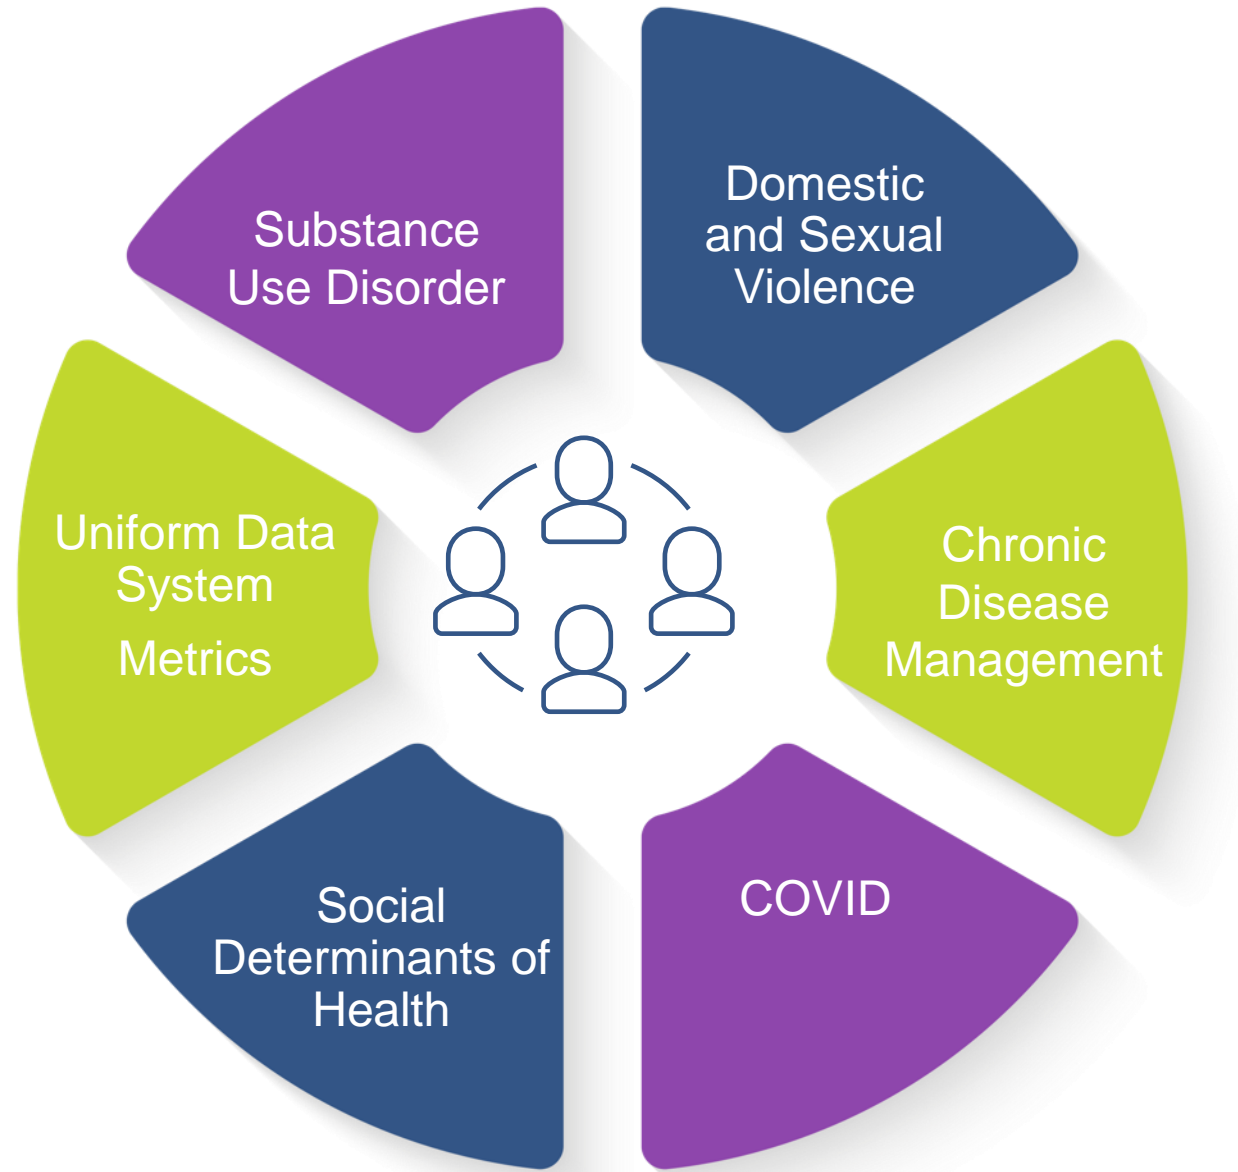 Substance
Use Disorder
Domestic
and Sexual
Violence
Uniform Data
System
Metrics
Chronic
Disease
Management
Social
Determinants of
Health
COVID